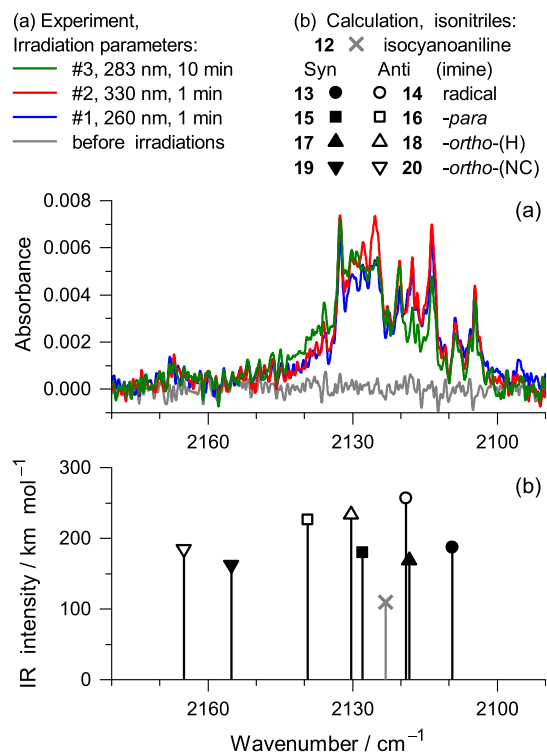 (a) Experiment,
Irradiation parameters:
#3, 283 nm, 10 min
#2, 330 nm, 1 min
#1, 260 nm, 1 min
before irradiations
(b) Calculation, isonitriles:
12 isocyanoaniline
Syn Anti (imine)
13 14 radical
15 16 -para
17 18 -ortho-(H)
19 20 -ortho-(NC)
(a)
Absorbance
0.008
0.006
0.004
0.002
0.000
2160 2130 2100
(b)
IR intensity / km mol⁻¹
300
200
100
0
2160 2130 2100
Wavenumber / cm⁻¹